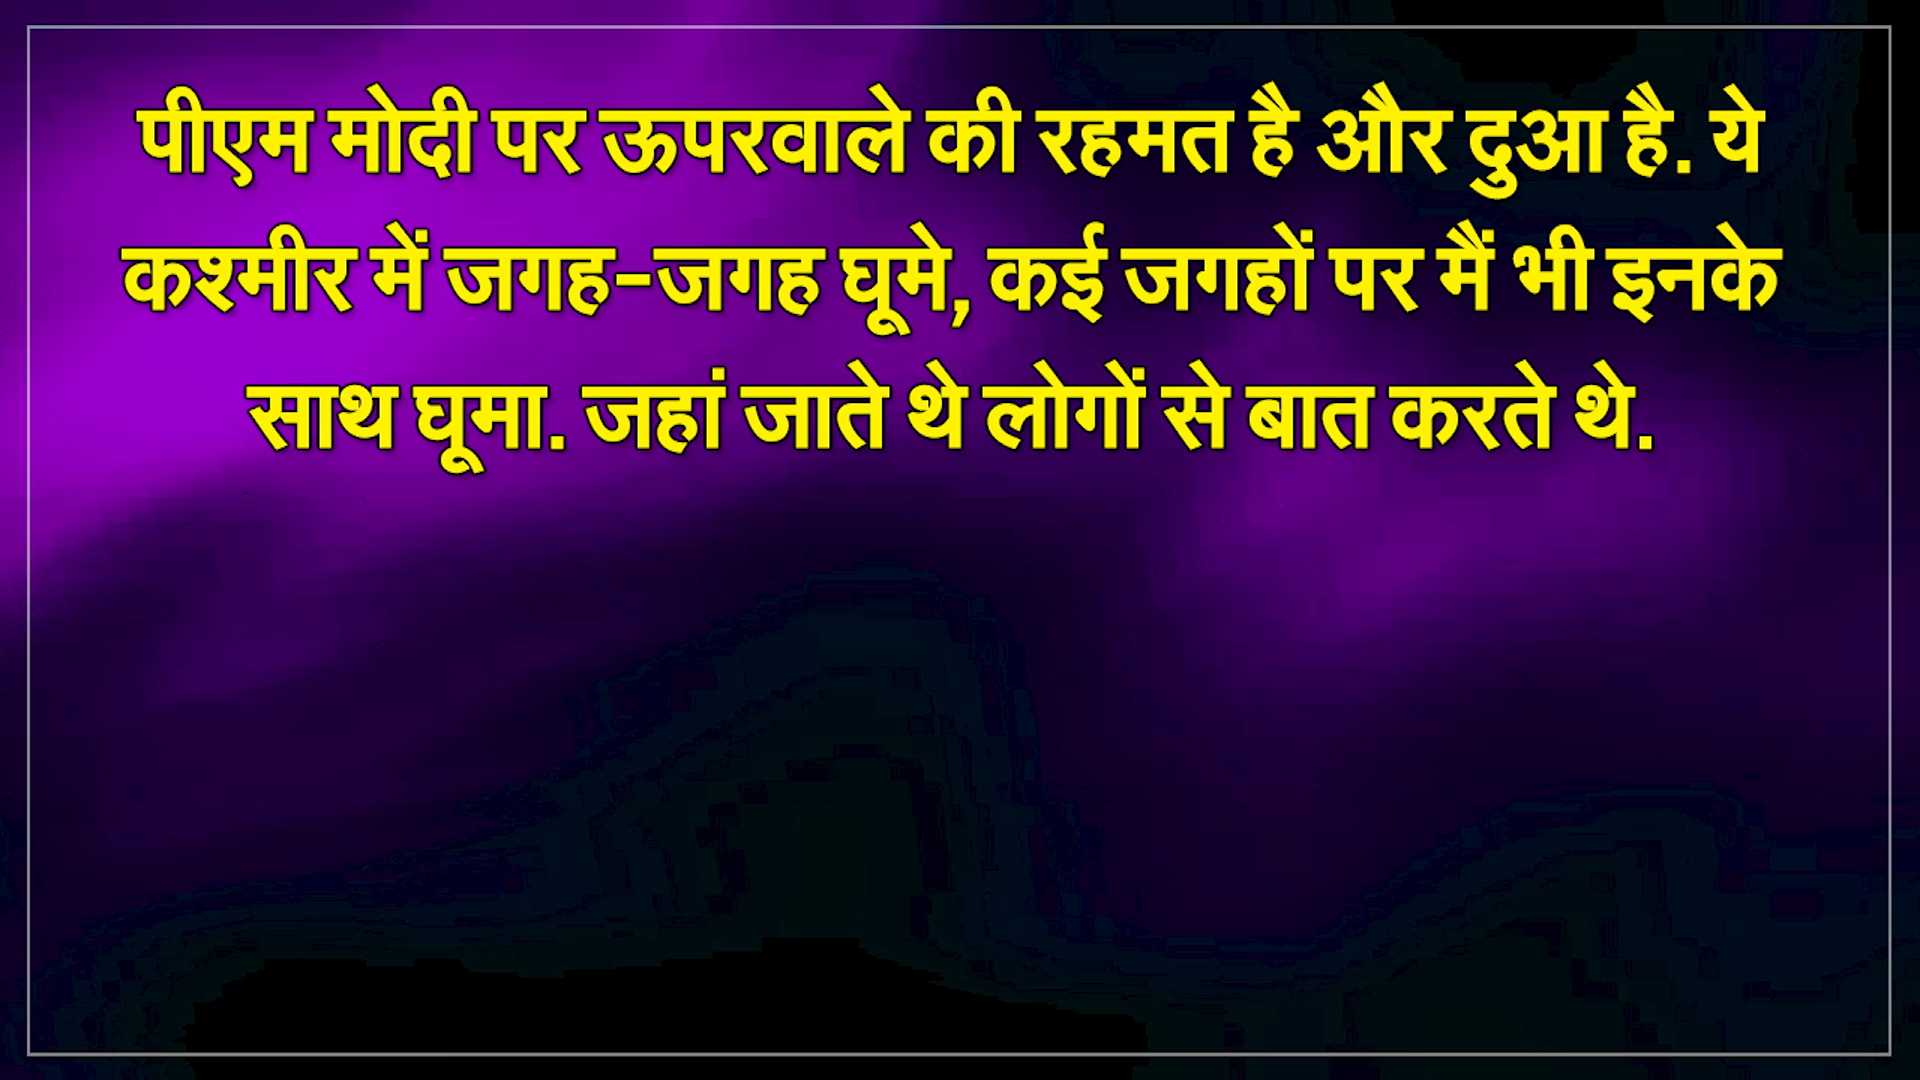 पीएम मोदी पर ऊपरवाले की रहमत है और दुआ है. ये
कश्मीर में जगह-जगह घूमे, कई जगहों पर मैं भी इनके
साथ घूमा. जहां जाते थे लोगों से बात करते थे.